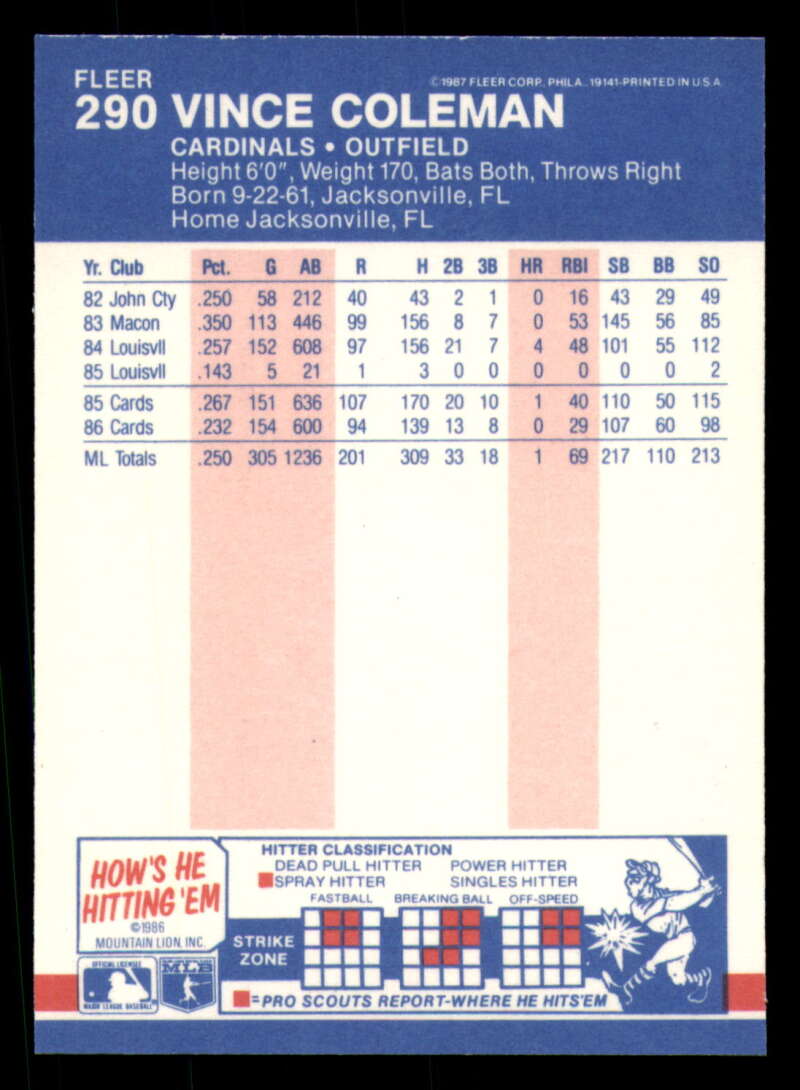 FLEER
©1987 FLEER CORP., PHILA., 19141-PRINTED IN U.S.A.
290 VINCE COLEMAN
CARDINALS • OUTFIELD
Height 6'0", Weight 170, Bats Both, Throws Right
Born 9-22-61, Jacksonville, FL
Home Jacksonville, FL
Yr. Club Pct. G AB R H 2B 3B HR RBI SB BB SO
82 John Cty .250 58 212 40 43 2 1 0 16 43 29 49
83 Macon .350 113 446 99 156 8 7 0 53 145 56 85
84 Louisvll .257 152 608 97 156 21 7 4 48 101 55 112
85 Louisvll .143 5 21 1 3 0 0 0 0 0 0 2
85 Cards .267 151 636 107 170 20 10 1 40 110 50 115
86 Cards .232 154 600 94 139 13 8 0 29 107 60 98
ML Totals .250 305 1236 201 309 33 18 1 69 217 110 213
HOW'S HE
HITTING 'EM
©1986
MOUNTAIN LION, INC.
OFFICIAL LICENSEE
MAJOR LEAGUE BASEBALL
MLB
HITTER CLASSIFICATION
DEAD PULL HITTER POWER HITTER
SPRAY HITTER SINGLES HITTER
FASTBALL BREAKING BALL OFF-SPEED
STRIKE
ZONE
=PRO SCOUTS REPORT-WHERE HE HITS'EM